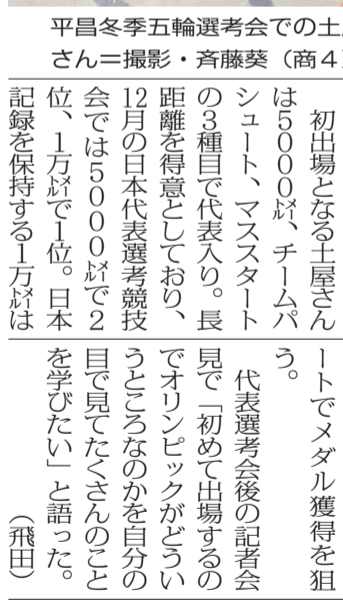 平昌冬季五輪選考会での土
さん＝撮影・斉藤葵（商４
　初出場となる土屋さん
は５０００㍍、チームパ
シュート、マススタート
の３種目で代表入り。長
距離を得意としており、
12月の日本代表選考競技
会では５０００㍍で２
位、１万㍍で１位。日本
記録を保持する１万㍍は
ートでメダル獲得を狙
う。
　代表選考会後の記者会
見で「初めて出場するの
でオリンピックがどうい
うところなのかを自分の
目で見てたくさんのこと
を学びたい」と語った。
（飛田）